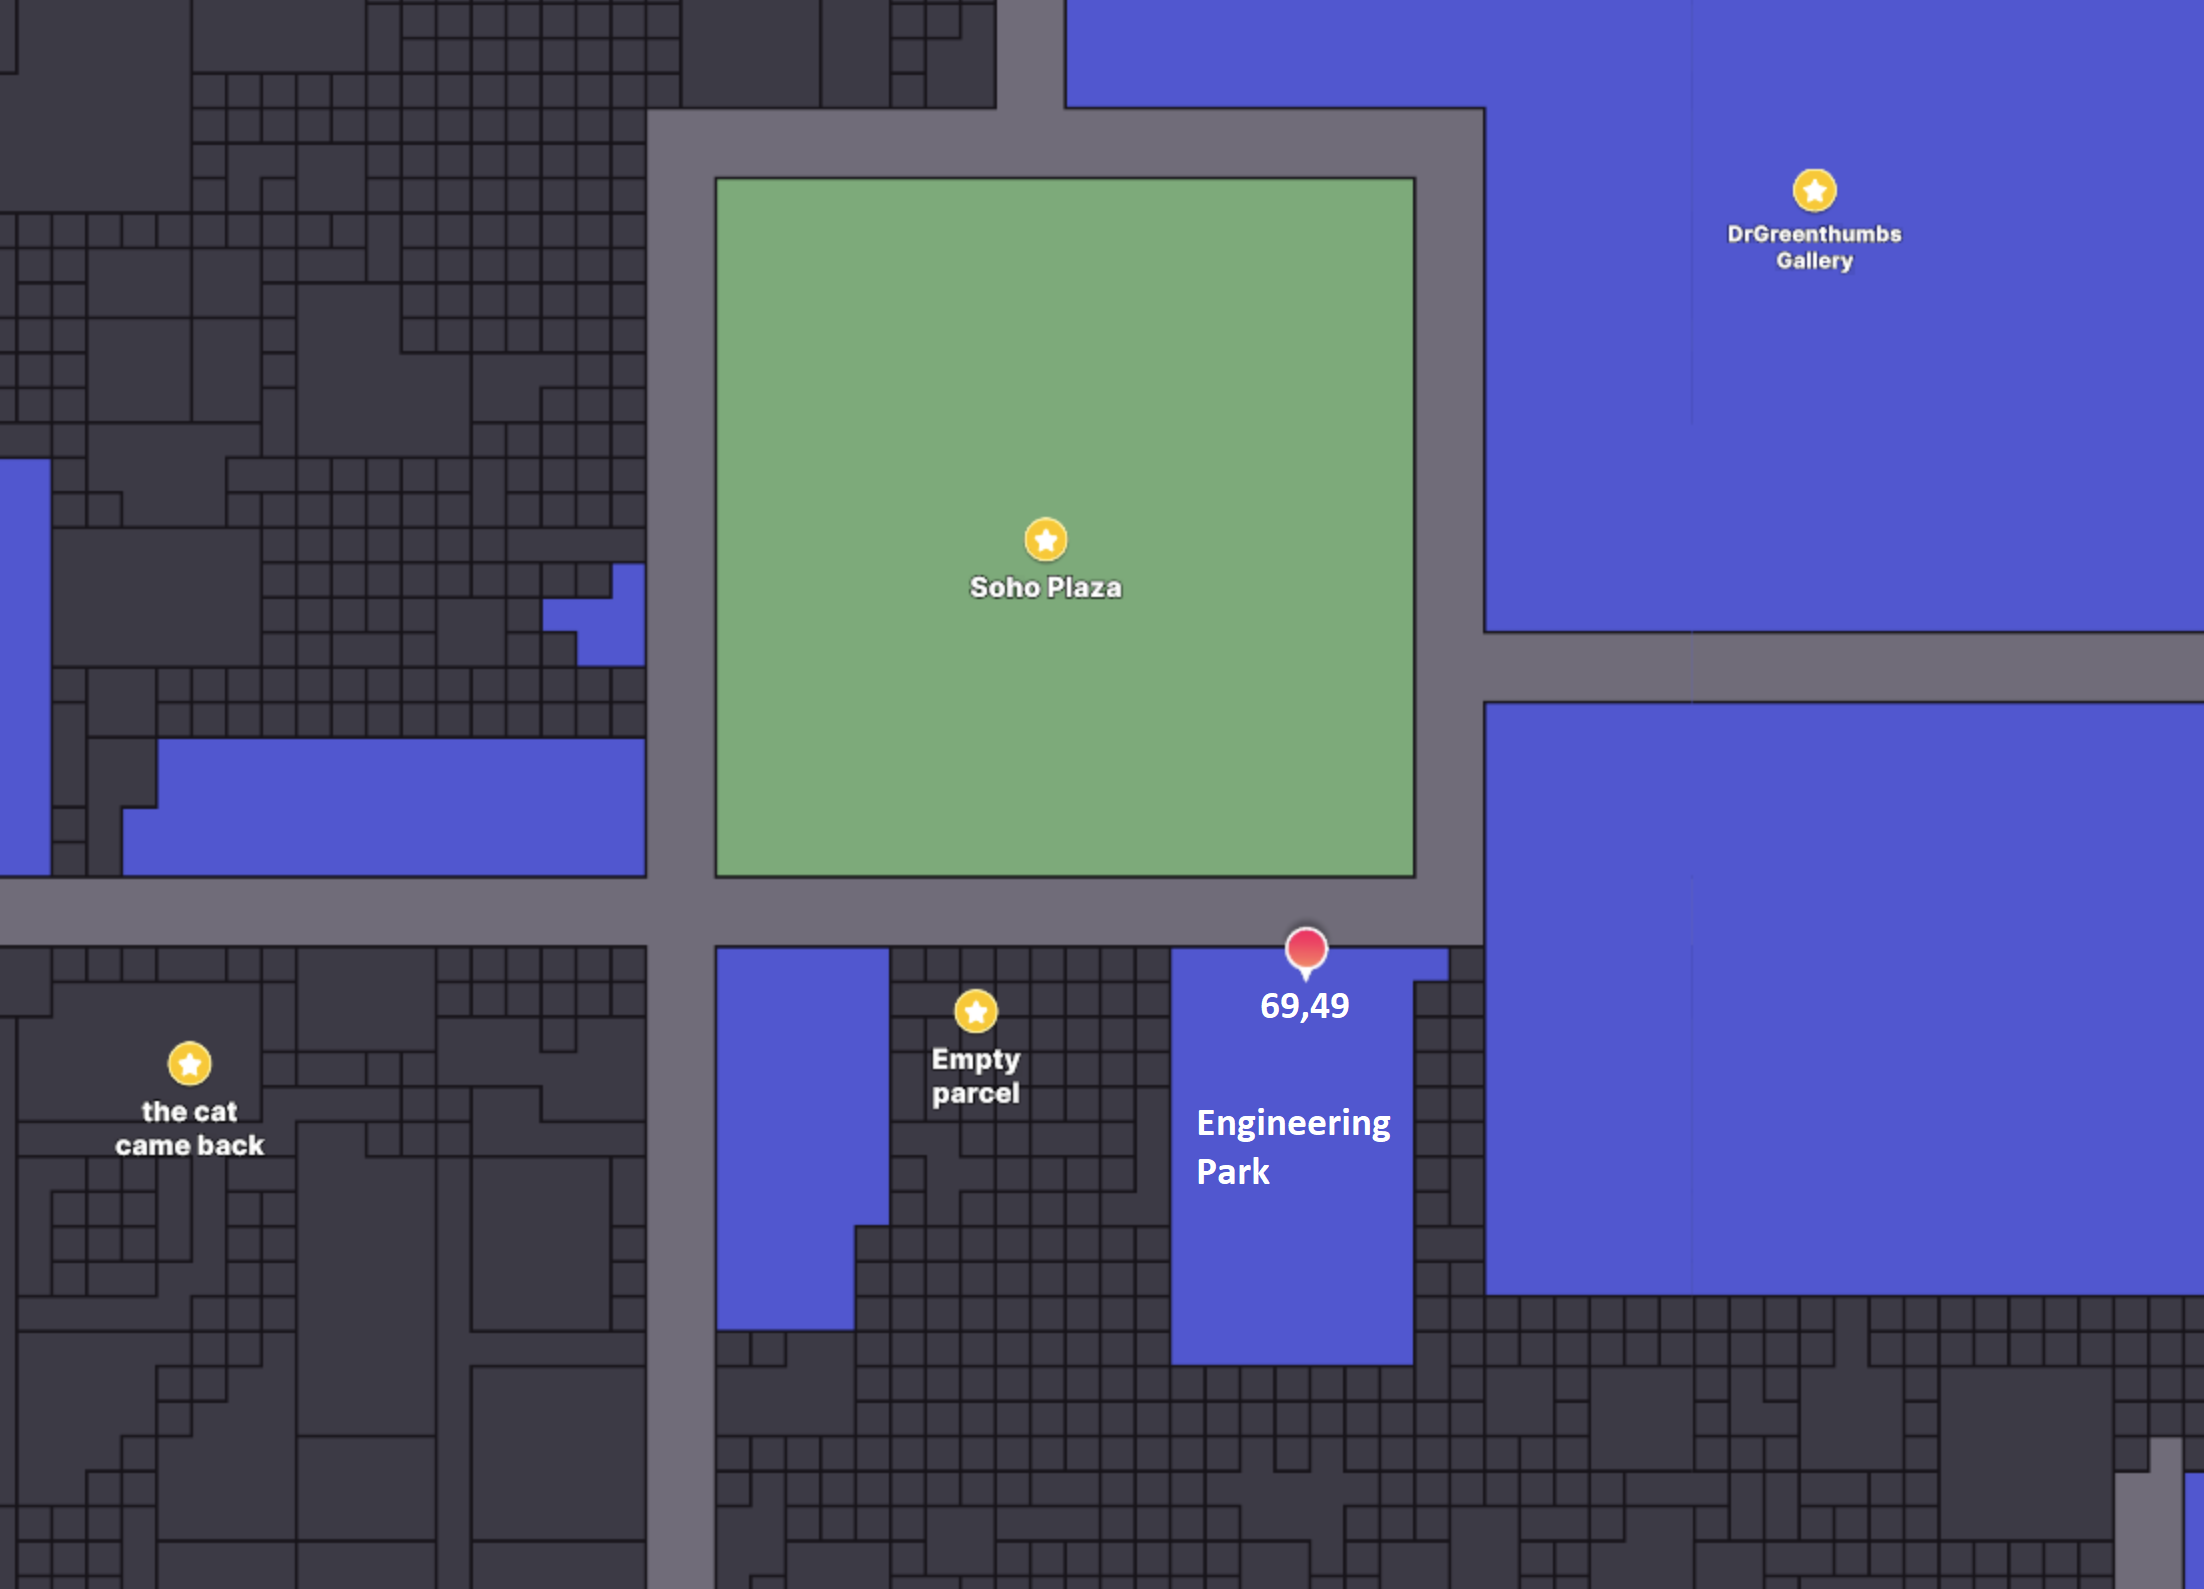 DrGreenthumbs
Gallery
Soho Plaza
69,49
Empty
parcel
the cat
came back
Engineering
Park